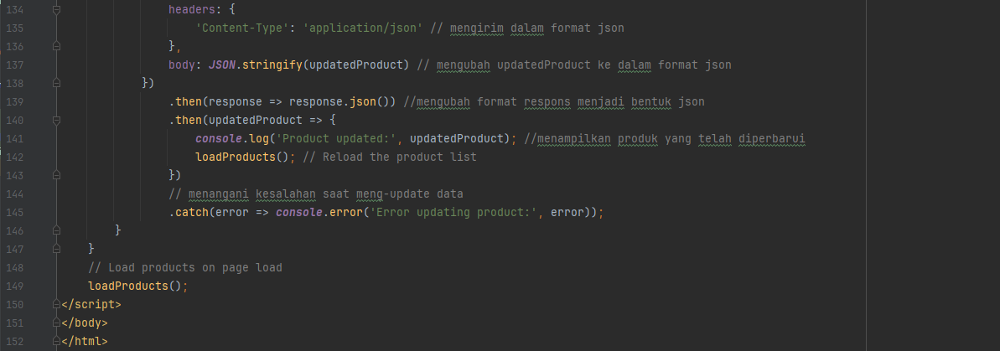 134 headers: {
135 'Content-Type': 'application/json' // mengirim dalam format json
136 },
137 body: JSON.stringify(updatedProduct) // mengubah updatedProduct ke dalam format json
138 })
139 .then(response => response.json()) //mengubah format respons menjadi bentuk json
140 .then(updatedProduct => {
141 console.log('Product updated:', updatedProduct); //menampilkan produk yang telah diperbarui
142 loadProducts(); // Reload the product list
143 })
144 // menangani kesalahan saat meng-update data
145 .catch(error => console.error('Error updating product:', error));
146 }
147 }
148 // Load products on page load
149 loadProducts();
150 </script>
151 </body>
152 </html>